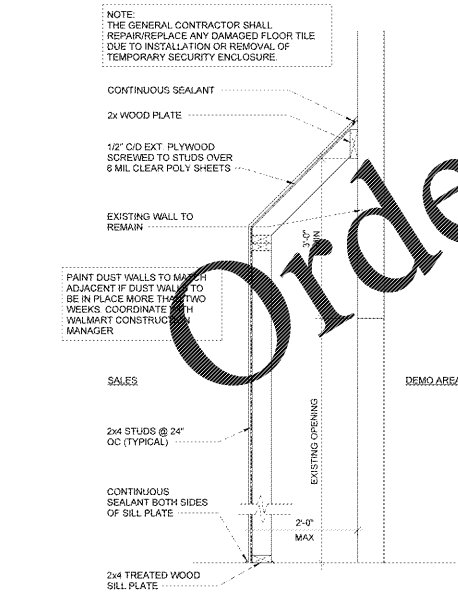 NOTE:
THE GENERAL CONTRACTOR SHALL
REPAIR/REPLACE ANY DAMAGED FLOOR TILE
DUE TO INSTALLATION OR REMOVAL OF
TEMPORARY SECURITY ENCLOSURE.
CONTINUOUS SEALANT
2x WOOD PLATE
1/2" C/D EXT. PLYWOOD
SCREWED TO STUDS OVER
6 MIL CLEAR POLY SHEETS
EXISTING WALL TO
REMAIN
3'-0"
MIN
Orde
PAINT DUST WALLS TO MATCH
ADJACENT IF DUST WALLS TO
BE IN PLACE MORE THAN TWO
WEEKS. COORDINATE WITH
WALMART CONSTRUCTION
MANAGER
SALES
DEMO AREA
EXISTING OPENING
2x4 STUDS @ 24"
OC (TYPICAL)
CONTINUOUS
SEALANT BOTH SIDES
OF SILL PLATE
2'-0"
MAX
2x4 TREATED WOOD
SILL PLATE